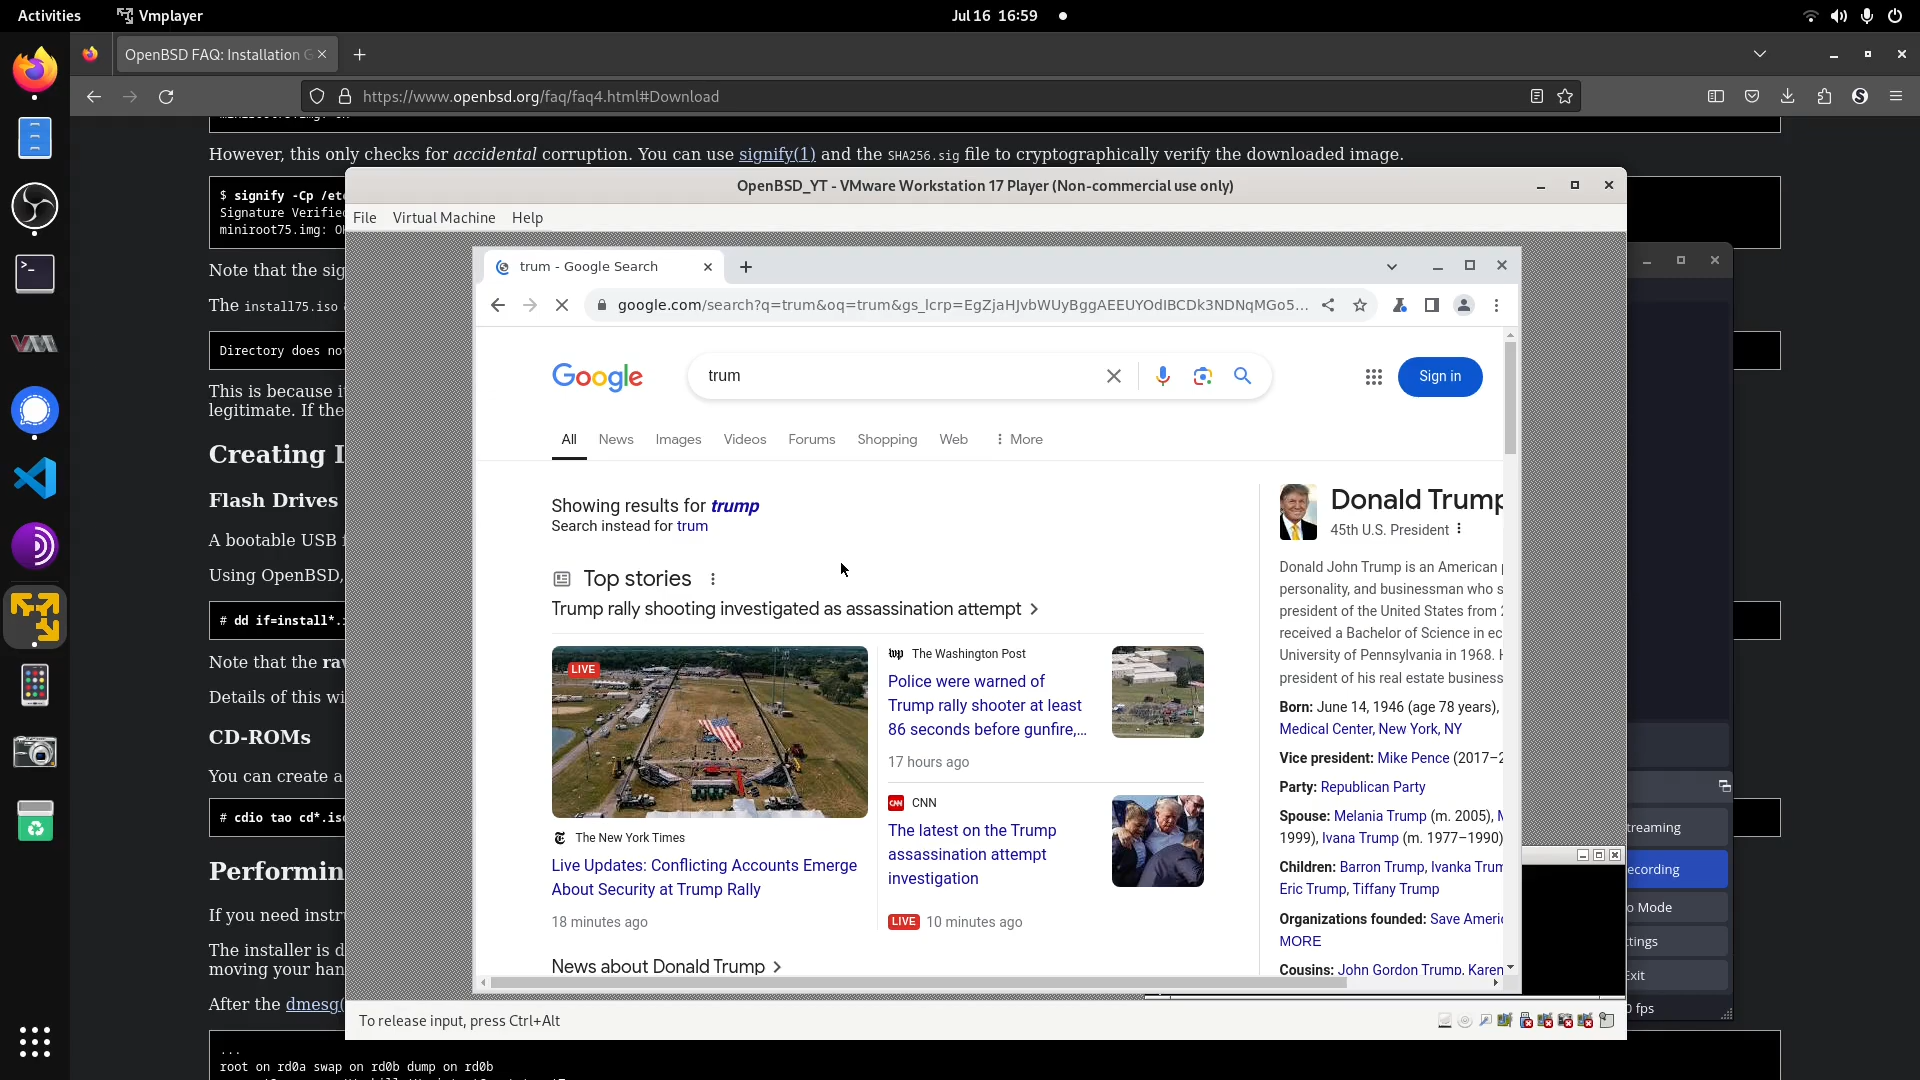 Activities
Vmplayer
Jul 16 16:59
OpenBSD FAQ: Installation G
https://www.openbsd.org/faq/faq4.html#Download
However, this only checks for accidental corruption. You can use signify(1) and the SHA256.sig file to cryptographically verify the downloaded image.
$ signify -Cp /etc
Signature Verified
miniroot75.img: OK
Note that the sig
The install75.iso
Directory does not
This is because i
legitimate. If the
Creating I
Flash Drives
A bootable USB f
Using OpenBSD,
# dd if=install*.i
Note that the raw
Details of this wi
CD-ROMs
You can create a
# cdio tao cd*.iso
Performin
If you need instru
The installer is d
moving your han
After the dmesg(
...
root on rd0a swap on rd0b dump on rd0b
OpenBSD_YT - VMware Workstation 17 Player (Non-commercial use only)
File Virtual Machine Help
trum - Google Search
google.com/search?q=trum&oq=trum&gs_lcrp=EgZjaHJvbWUyBggAEEUYOdIBCDk3NDNqMGo5...
Google
trum
Sign in
All News Images Videos Forums Shopping Web More
Showing results for trump
Search instead for trum
Top stories
Trump rally shooting investigated as assassination attempt
LIVE
The New York Times
Live Updates: Conflicting Accounts Emerge
About Security at Trump Rally
18 minutes ago
The Washington Post
Police were warned of
Trump rally shooter at least
86 seconds before gunfire,...
17 hours ago
CNN
The latest on the Trump
assassination attempt
investigation
LIVE 10 minutes ago
News about Donald Trump
Donald Trump
45th U.S. President
Donald John Trump is an American p
personality, and businessman who s
president of the United States from 2
received a Bachelor of Science in ec
University of Pennsylvania in 1968. H
president of his real estate business
Born: June 14, 1946 (age 78 years),
Medical Center, New York, NY
Vice president: Mike Pence (2017–2
Party: Republican Party
Spouse: Melania Trump (m. 2005), M
1999), Ivana Trump (m. 1977–1990)
Children: Barron Trump, Ivanka Trum
Eric Trump, Tiffany Trump
Organizations founded: Save Americ
MORE
Cousins: John Gordon Trump, Karen
To release input, press Ctrl+Alt
treaming
ecording
o Mode
ttings
Exit
0 fps